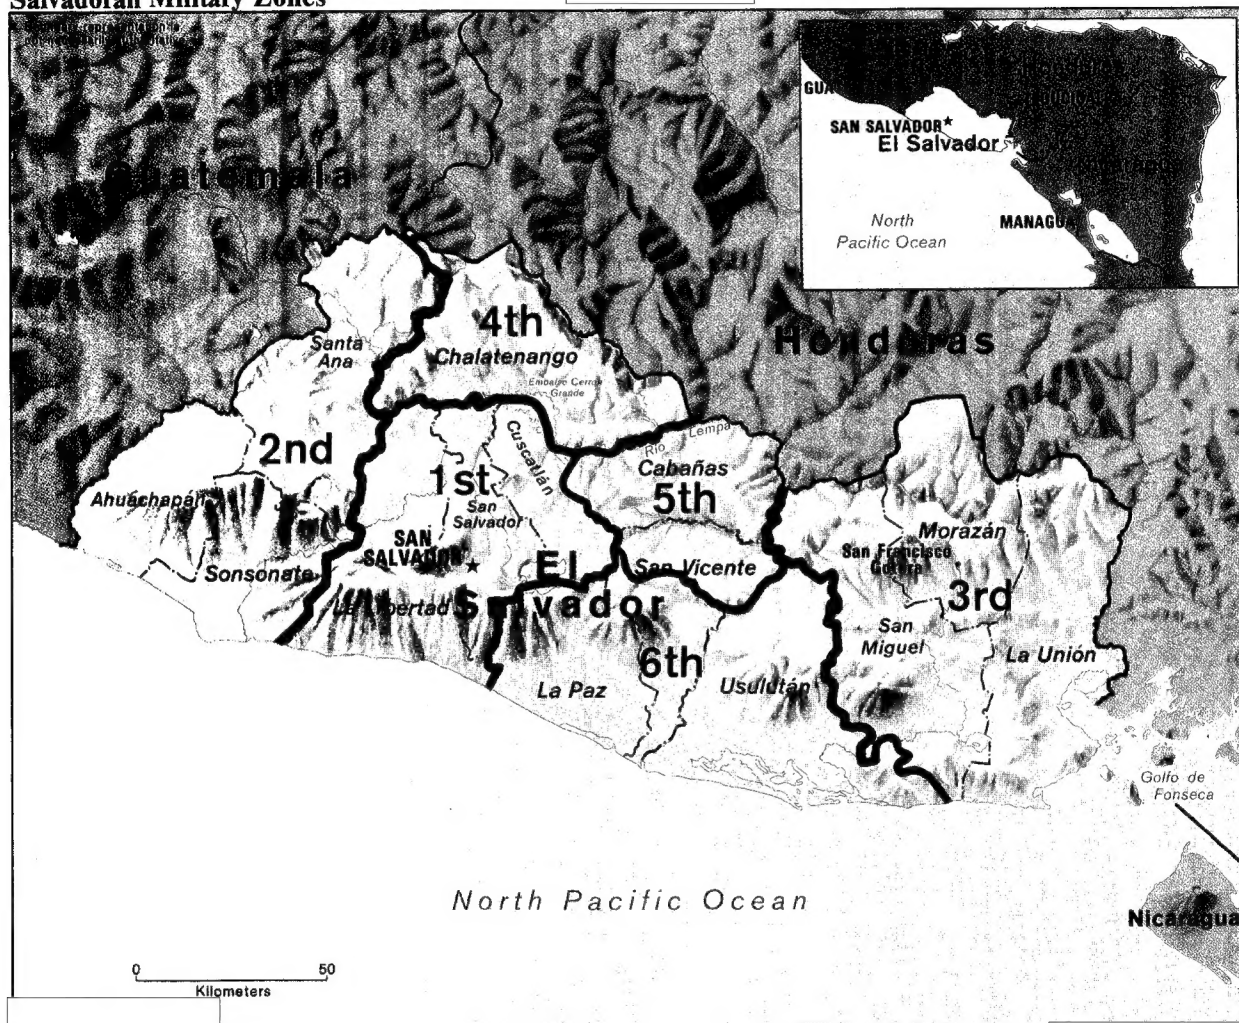 Salvadoran Military Zones
Guatemala
SAN SALVADOR
El Salvador
North
Pacific Ocean
MANAGUA
Honduras
4th
Chalatenango
Embalse Cerron
Grande
Santa
Ana
2nd
Ahuachapán
Sonsonate
1st
Cuscatlán
San
Salvador
SAN
SALVADOR
La Libertad
Río Lempa
Cabañas
5th
San Vicente
El
Salvador
6th
La Paz
Usulután
Morazán
San Francisco
Gotera
3rd
San
Miguel
La Unión
Golfo de
Fonseca
Nicaragua
North Pacific Ocean
0 50
Kilometers